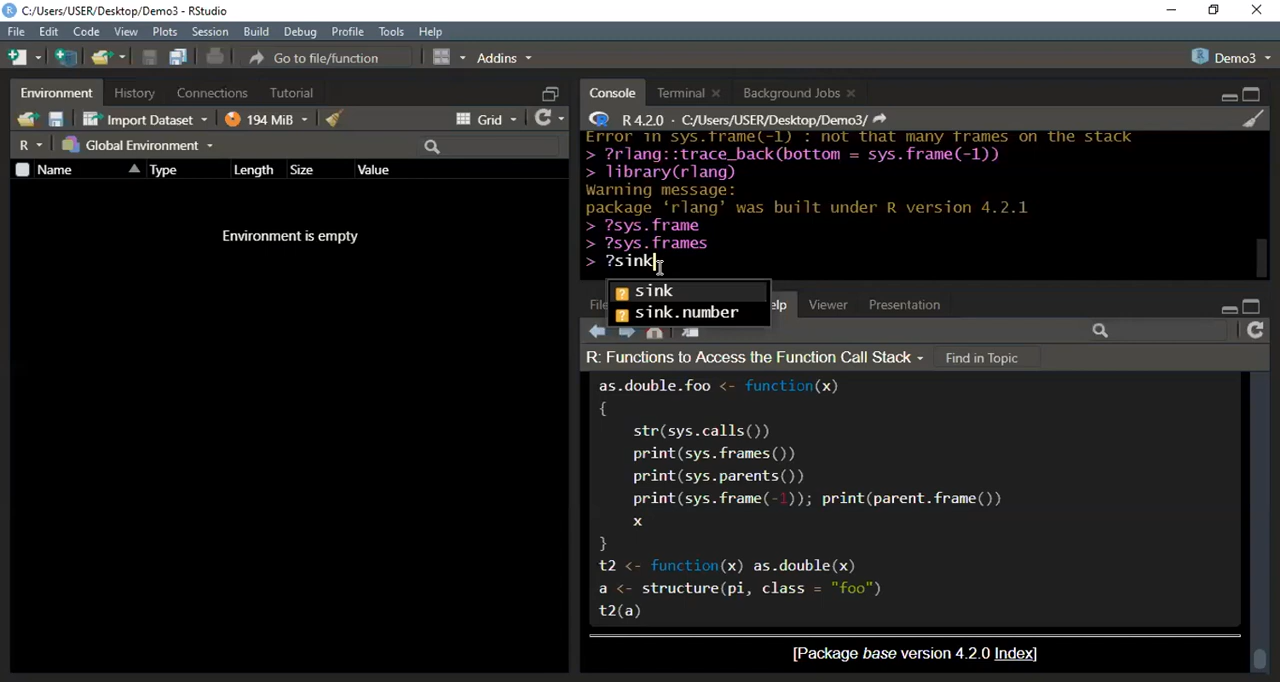 C:/Users/USER/Desktop/Demo3 - RStudio
File Edit Code View Plots Session Build Debug Profile Tools Help
Go to file/function Addins Demo3
Environment History Connections Tutorial
Import Dataset 194 MiB Grid
R Global Environment
Name Type Length Size Value
Environment is empty
Console Terminal Background Jobs
R 4.2.0 · C:/Users/USER/Desktop/Demo3/
Error in sys.frame(-1) : not that many frames on the stack
> ?rlang::trace_back(bottom = sys.frame(-1))
> library(rlang)
Warning message:
package ‘rlang’ was built under R version 4.2.1
> ?sys.frame
> ?sys.frames
> ?sink
sink
sink.number
Viewer Presentation
R: Functions to Access the Function Call Stack Find in Topic
as.double.foo <- function(x)
{
str(sys.calls())
print(sys.frames())
print(sys.parents())
print(sys.frame(-1)); print(parent.frame())
x
}
t2 <- function(x) as.double(x)
a <- structure(pi, class = "foo")
t2(a)
[Package base version 4.2.0 Index]